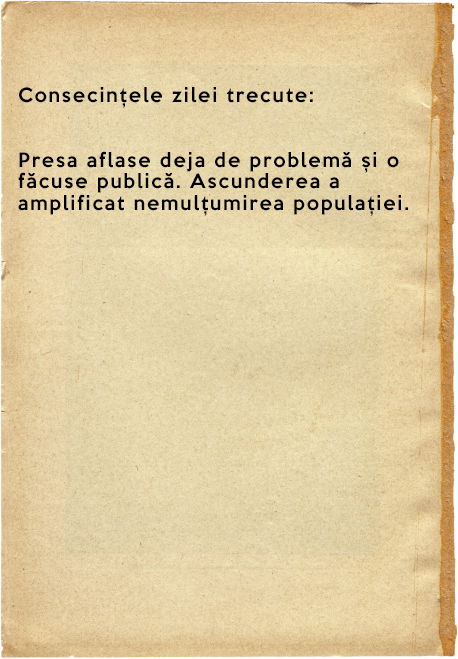 Consecințele zilei trecute:
Presa aflase deja de problemă și o
făcuse publică. Ascunderea a
amplificat nemulțumirea populației.